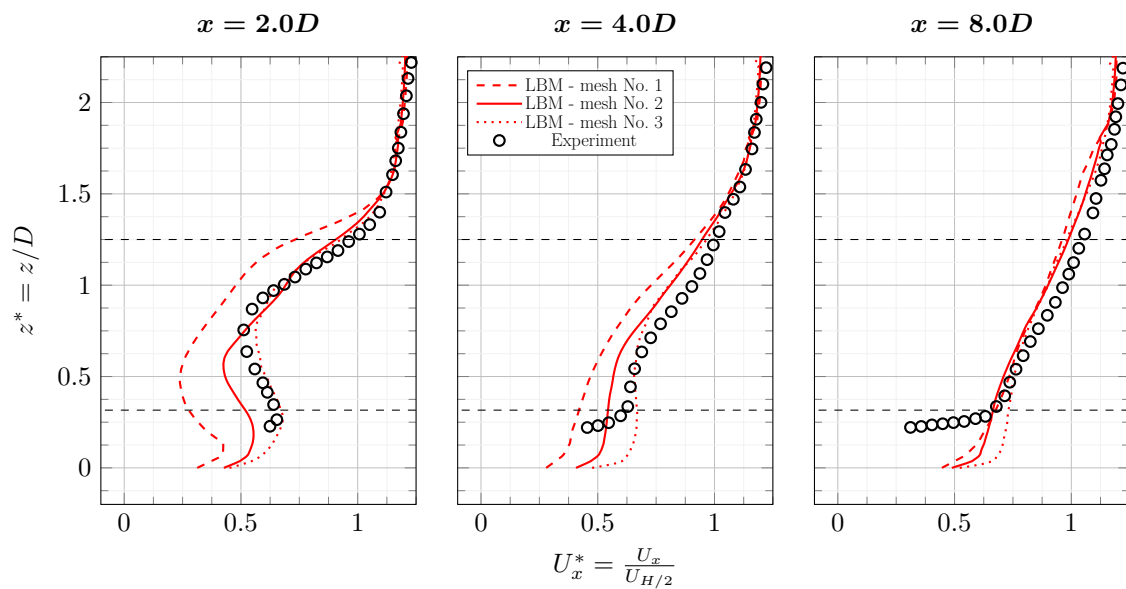 x = 2.0D
x = 4.0D
x = 8.0D
LBM - mesh No. 1
LBM - mesh No. 2
LBM - mesh No. 3
Experiment
2
1.5
1
0.5
0
z* = z/D
0 0.5 1
0 0.5 1
0 0.5 1
U*ₓ = Uₓ / U_{H/2}